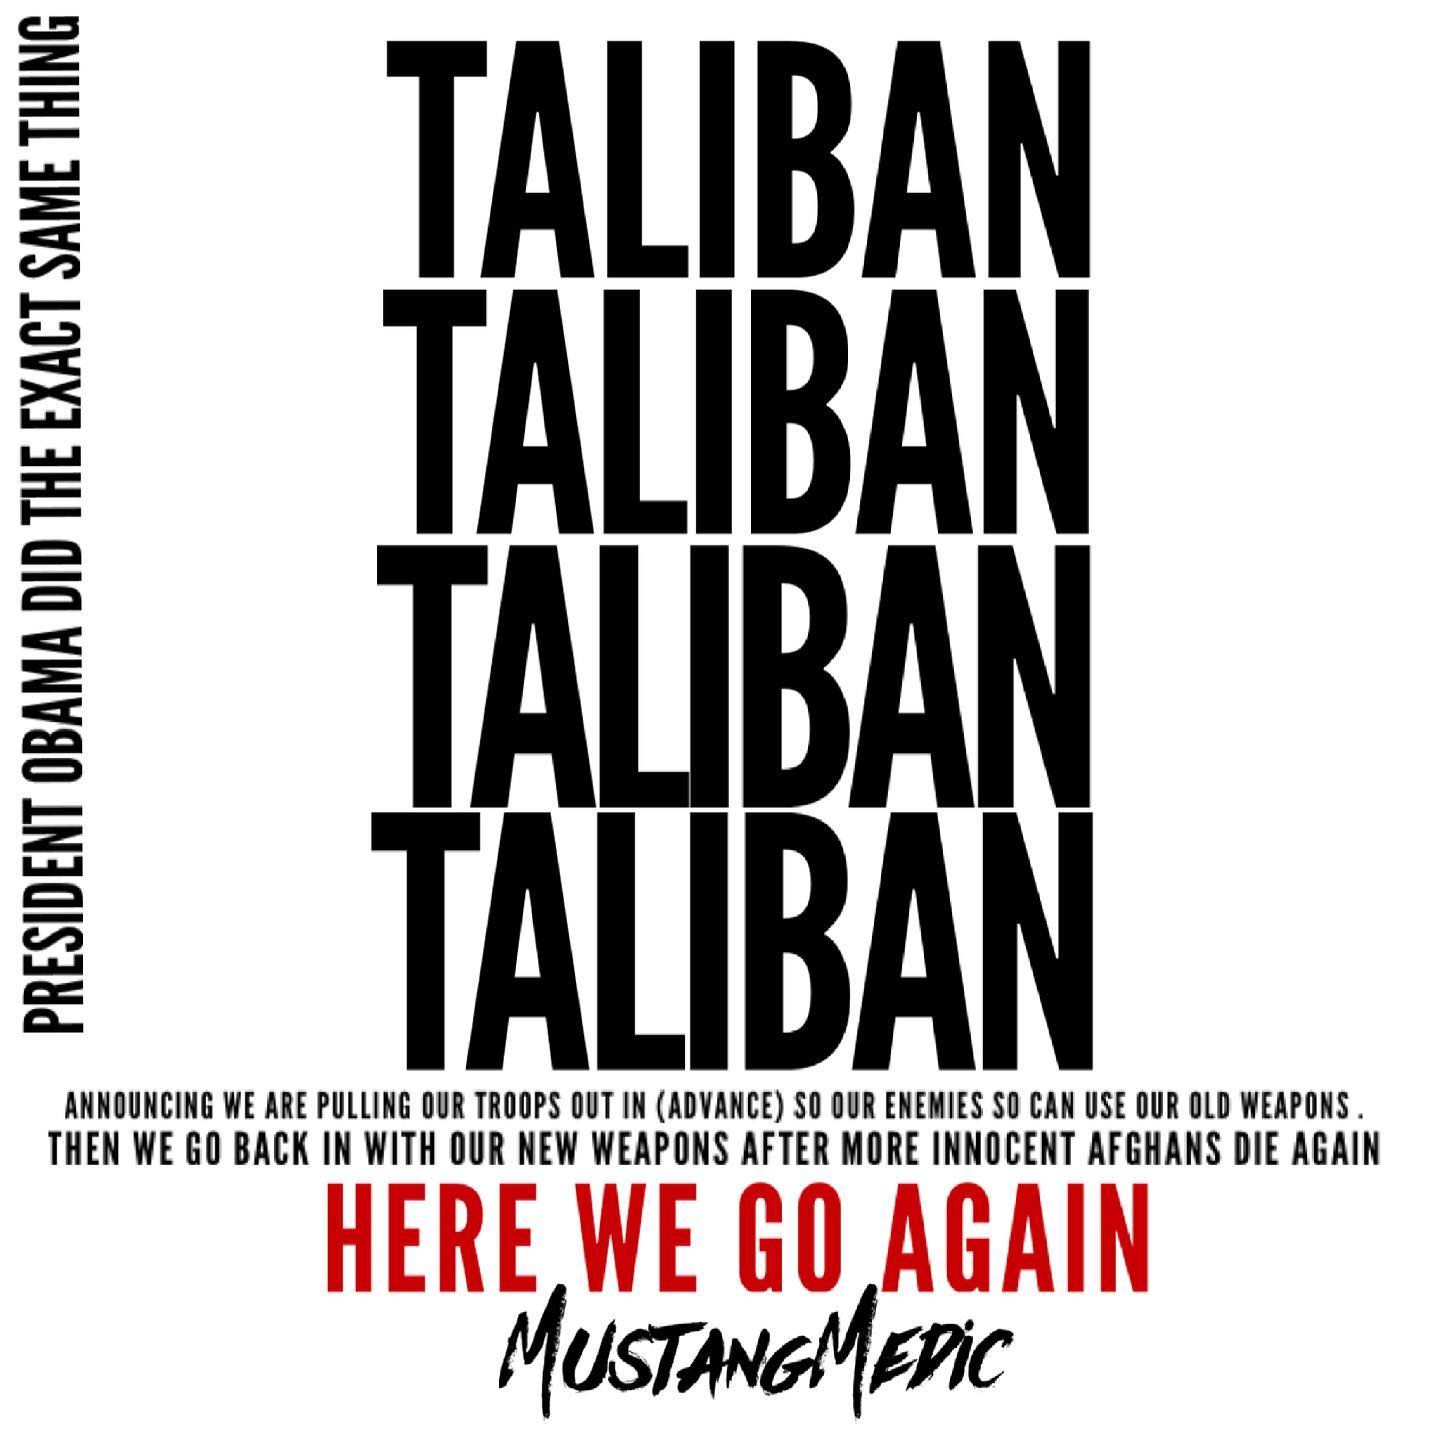 PRESIDENT OBAMA DID THE EXACT SAME THING
TALIBAN
TALIBAN
TALIBAN
TALIBAN
ANNOUNCING WE ARE PULLING OUR TROOPS OUT IN (ADVANCE) SO OUR ENEMIES SO CAN USE OUR OLD WEAPONS .
THEN WE GO BACK IN WITH OUR NEW WEAPONS AFTER MORE INNOCENT AFGHANS DIE AGAIN
HERE WE GO AGAIN
MUSTANGMEDiC